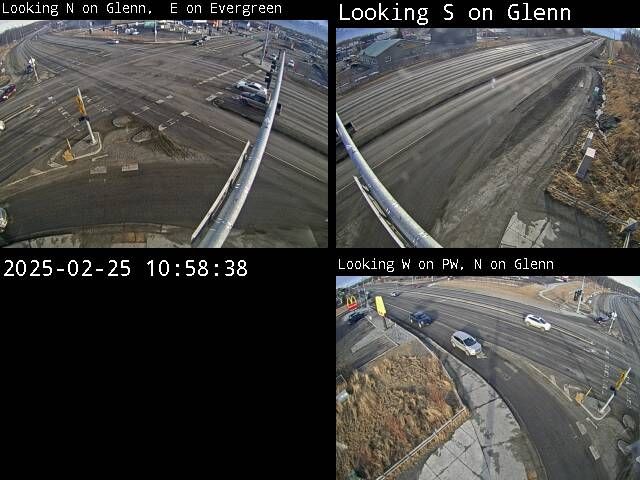 Looking N on Glenn,  E on Evergreen
Looking S on Glenn
2025-02-25 10:58:38
Looking W on PW, N on Glenn